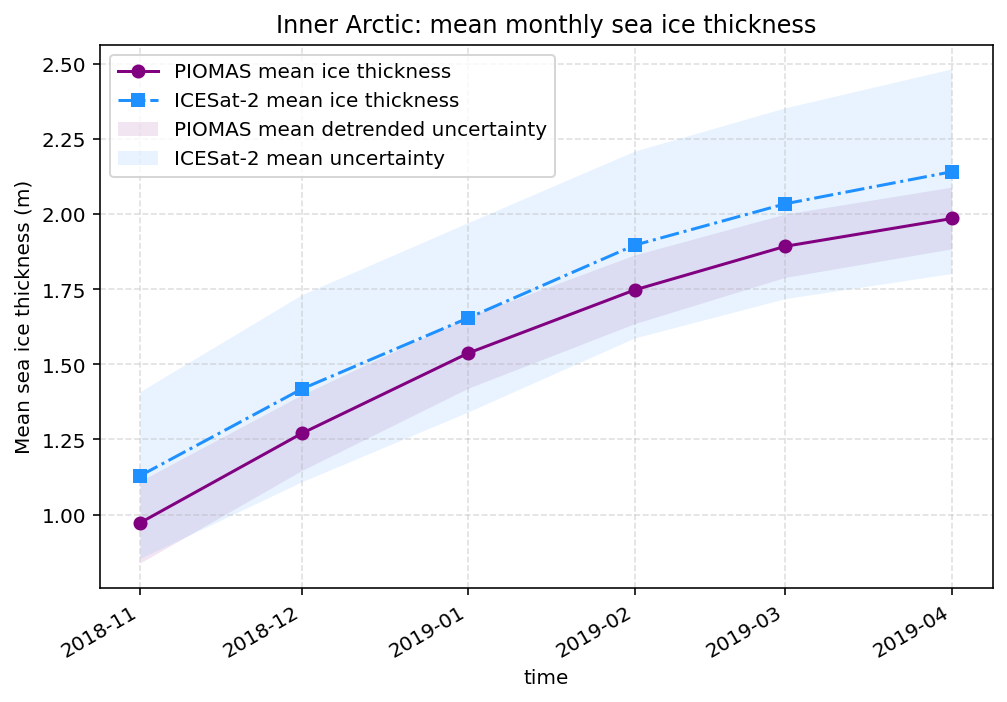 Inner Arctic: mean monthly sea ice thickness
PIOMAS mean ice thickness
ICESat-2 mean ice thickness
PIOMAS mean detrended uncertainty
ICESat-2 mean uncertainty
Mean sea ice thickness (m)
2.50
2.25
2.00
1.75
1.50
1.25
1.00
2018-11
2018-12
2019-01
2019-02
2019-03
2019-04
time